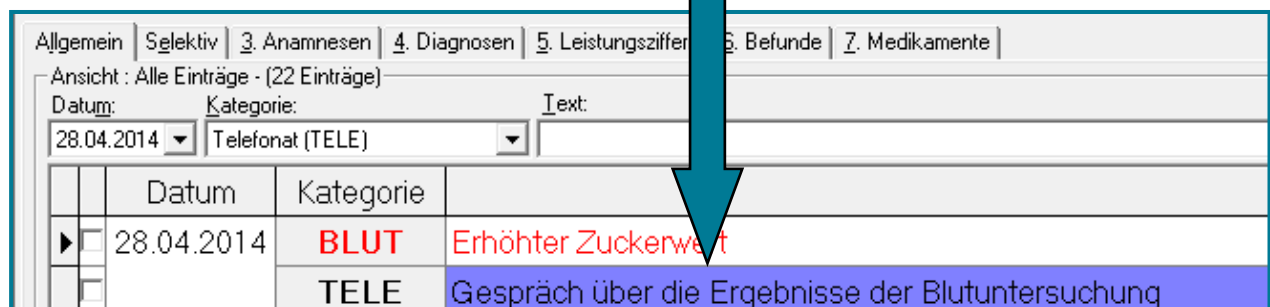 Allgemein Selektiv 3. Anamnesen 4. Diagnosen 5. Leistungsziffer 6. Befunde 7. Medikamente
Ansicht : Alle Einträge - (22 Einträge)
Datum: Kategorie: Text:
28.04.2014 Telefonat (TELE)
Datum Kategorie
28.04.2014 BLUT Erhöhter Zuckerwert
TELE Gespräch über die Ergebnisse der Blutuntersuchung